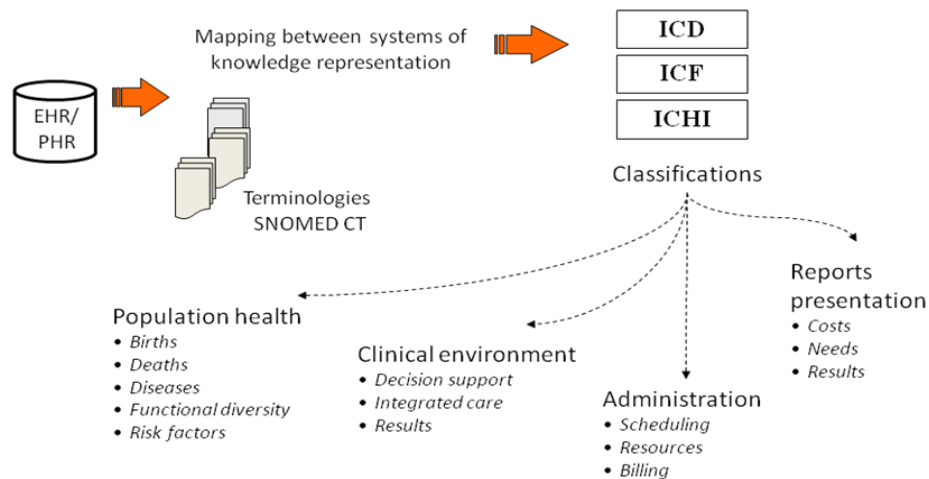 Mapping between systems of
knowledge representation
EHR/
PHR
Terminologies
SNOMED CT
ICD
ICF
ICHI
Classifications
Population health
• Births
• Deaths
• Diseases
• Functional diversity
• Risk factors
Clinical environment
• Decision support
• Integrated care
• Results
Administration
• Scheduling
• Resources
• Billing
Reports
presentation
• Costs
• Needs
• Results